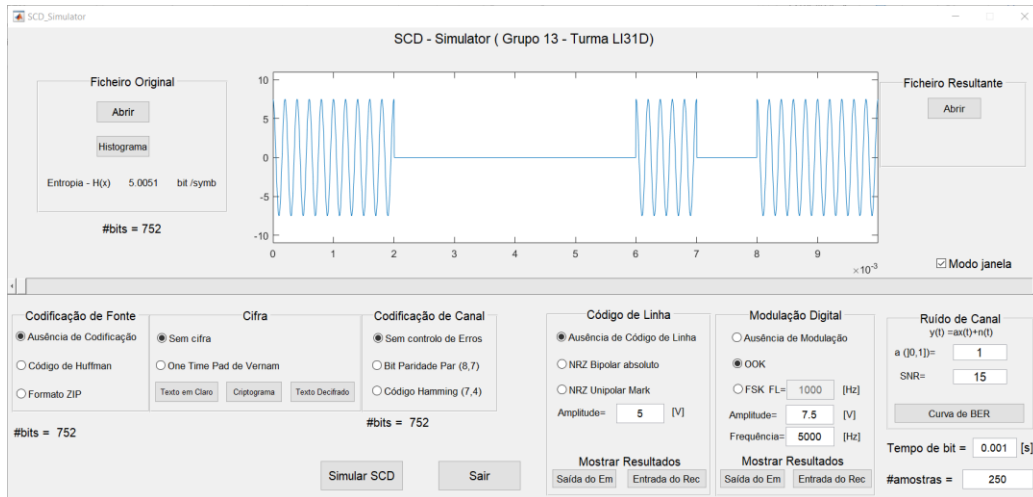 SCD_Simulator
SCD - Simulator ( Grupo 13 - Turma LI31D)
Ficheiro Original
Abrir
Histograma
Entropia - H(x) 5.0051 bit /symb
#bits = 752
10
5
0
-5
-10
0 1 2 3 4 5 6 7 8 9
×10-3
Ficheiro Resultante
Abrir
Modo janela
Codificação de Fonte
Ausência de Codificação
Código de Huffman
Formato ZIP
#bits = 752
Cifra
Sem cifra
One Time Pad de Vernam
Texto em Claro Criptograma Texto Decifrado
Codificação de Canal
Sem controlo de Erros
Bit Paridade Par (8,7)
Código Hamming (7,4)
#bits = 752
Simular SCD Sair
Código de Linha
Ausência de Código de Linha
NRZ Bipolar absoluto
NRZ Unipolar Mark
Amplitude= 5 [V]
Mostrar Resultados
Saída do Em Entrada do Rec
Modulação Digital
Ausência de Modulação
OOK
FSK FL= 1000 [Hz]
Amplitude= 7.5 [V]
Frequência= 5000 [Hz]
Mostrar Resultados
Saída do Em Entrada do Rec
Ruído de Canal
y(t) =ax(t)+n(t)
a (]0,1])= 1
SNR= 15
Curva de BER
Tempo de bit = 0.001 [s]
#amostras = 250